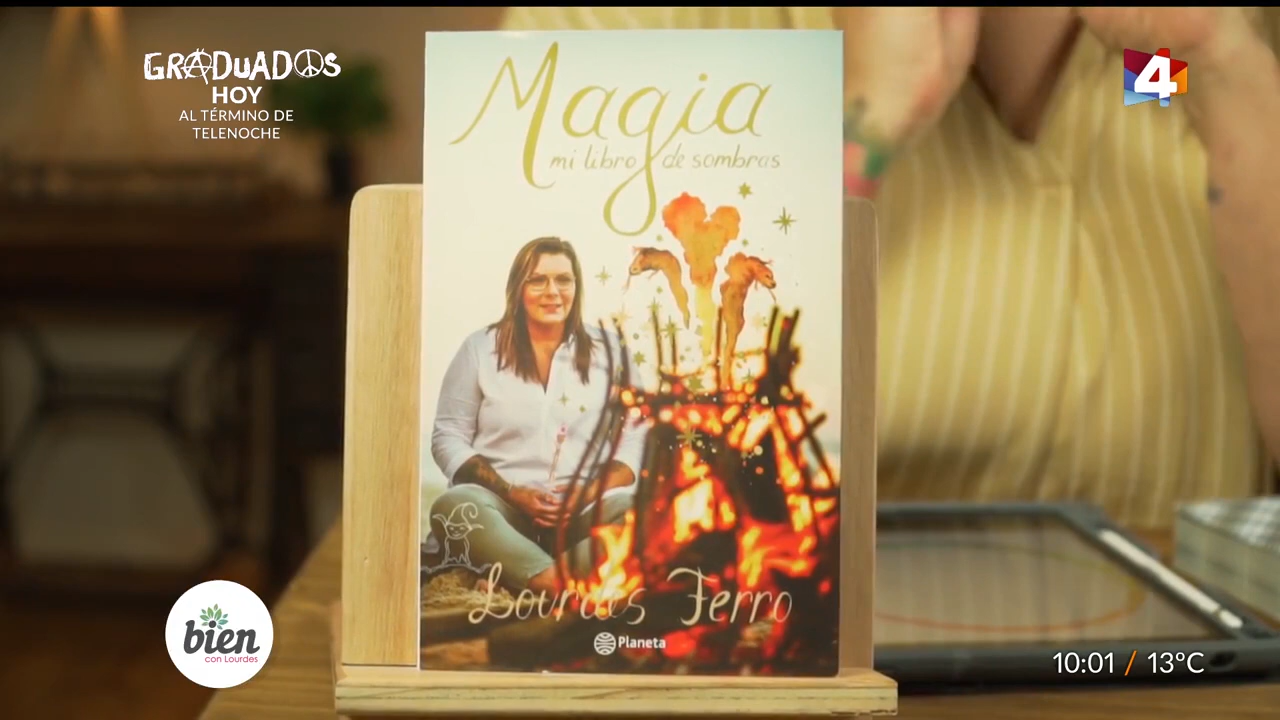 GRADUADOS
HOY
AL TÉRMINO DE
TELENOCHE
4
Magia
mi libro de sombras
Lourdes Ferro
Planeta
bien
con Lourdes
10:01 / 13°C